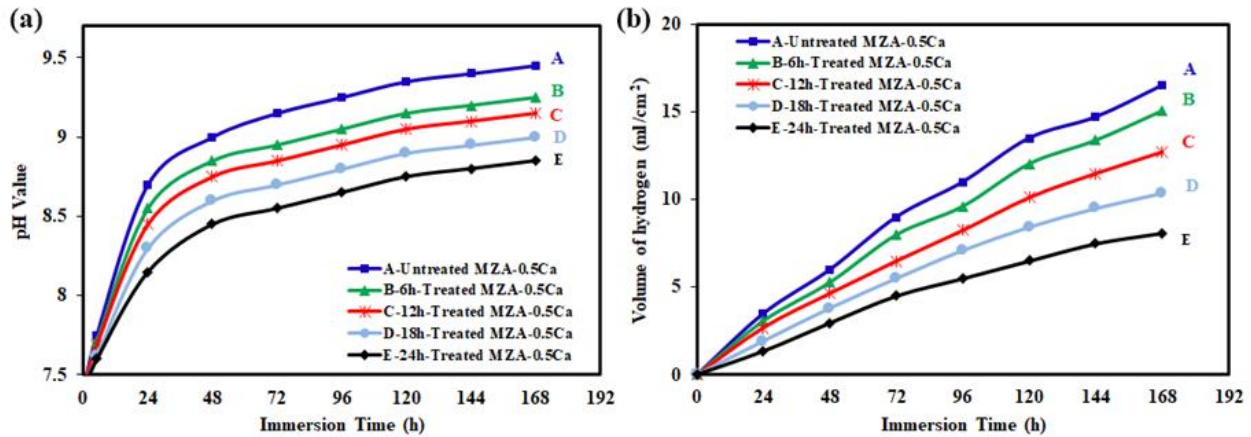 (a)
9.5
9
8.5
8
7.5
pH Value
A
B
C
D
E
A-Untreated MZA-0.5Ca
B-6h-Treated MZA-0.5Ca
C-12h-Treated MZA-0.5Ca
D-18h-Treated MZA-0.5Ca
E-24h-Treated MZA-0.5Ca
0 24 48 72 96 120 144 168 192
Immersion Time (h)
(b)
20
15
10
5
0
Volume of hydrogen (ml/cm²)
A-Untreated MZA-0.5Ca
B-6h-Treated MZA-0.5Ca
C-12h-Treated MZA-0.5Ca
D-18h-Treated MZA-0.5Ca
E-24h-Treated MZA-0.5Ca
A
B
C
D
E
0 24 48 72 96 120 144 168 192
Immersion Time (h)